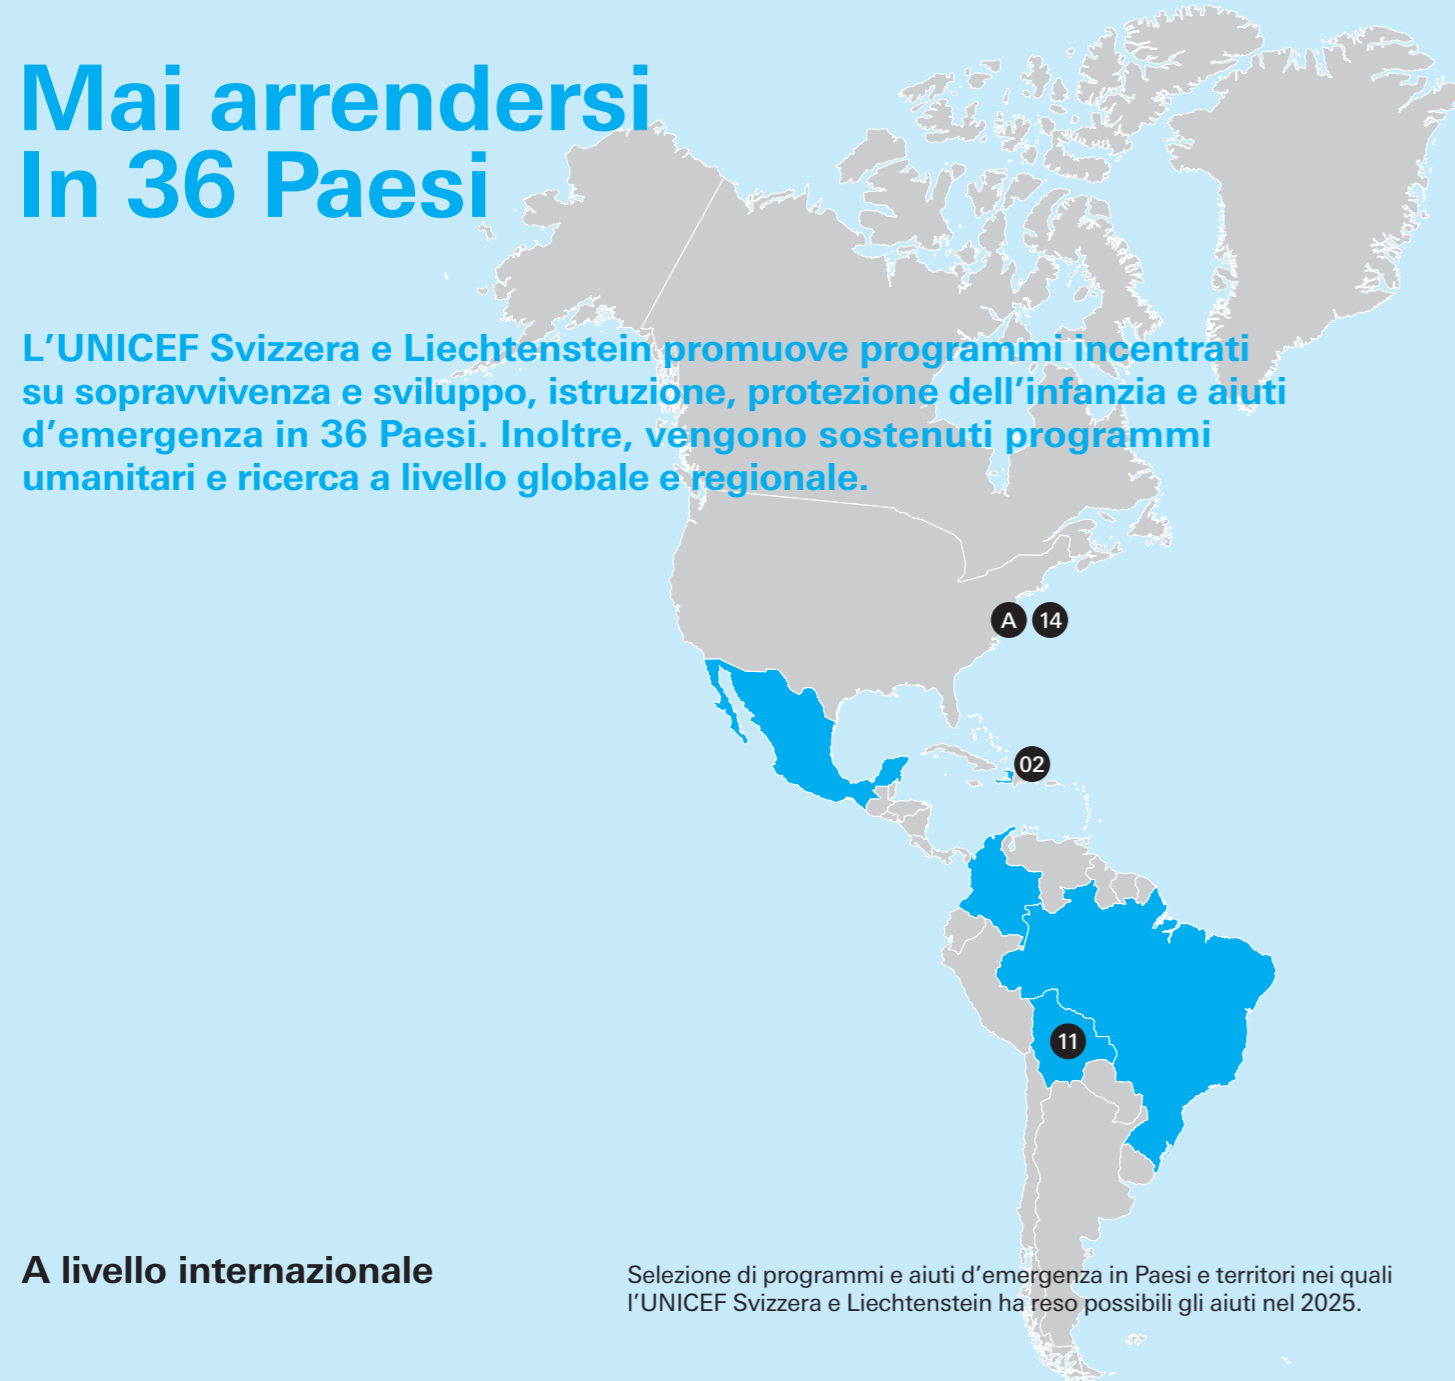 Mai arrendersi
In 36 Paesi
L’UNICEF Svizzera e Liechtenstein promuove programmi incentrati
su sopravvivenza e sviluppo, istruzione, protezione dell’infanzia e aiuti
d’emergenza in 36 Paesi. Inoltre, vengono sostenuti programmi
umanitari e ricerca a livello globale e regionale.
A 14
02
11
A livello internazionale
Selezione di programmi e aiuti d’emergenza in Paesi e territori nei quali
l’UNICEF Svizzera e Liechtenstein ha reso possibili gli aiuti nel 2025.